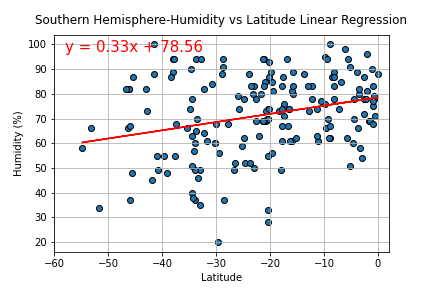 Southern Hemisphere-Humidity vs Latitude Linear Regression
y = 0.33x + 78.56
100
90
80
70
60
50
40
30
20
Humidity (%)
−60 −50 −40 −30 −20 −10 0
Latitude